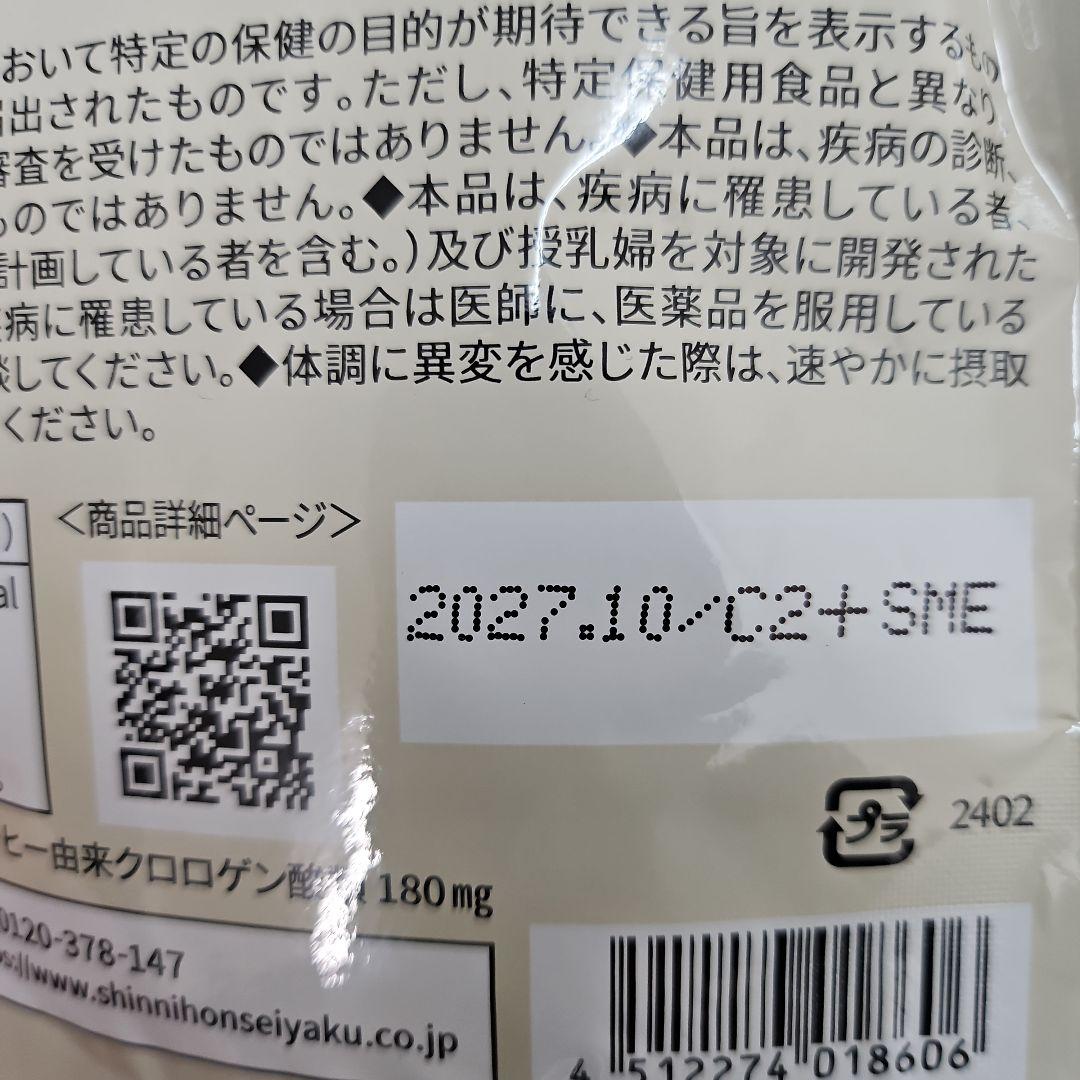 おいて特定の保健の目的が期待できる旨を表示するもの
届出されたものです。ただし、特定保健用食品と異なり
審査を受けたものではありません。◆本品は、疾病の診断、
ものではありません。◆本品は、疾病に罹患している者、
計画している者を含む。)及び授乳婦を対象に開発された
病に罹患している場合は医師に、医薬品を服用している
談してください。◆体調に異変を感じた際は、速やかに摂取
ください。
)
al
<商品詳細ページ>
2027.10/C2+SME
プラ 2402
ヒー由来クロロゲン酸類 180mg
0120-378-147
www.shinnihonseiyaku.co.jp
4 512274 018606